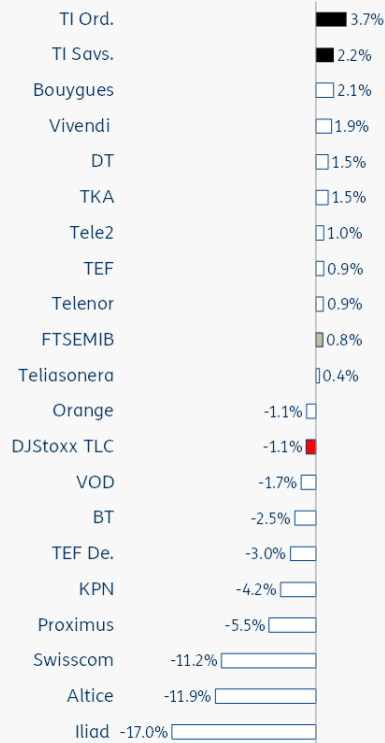 TI Ord. 3.7%
TI Savs. 2.2%
Bouygues 2.1%
Vivendi 1.9%
DT 1.5%
TKA 1.5%
Tele2 1.0%
TEF 0.9%
Telenor 0.9%
FTSEMIB 0.8%
Teliasonera 0.4%
Orange -1.1%
DJStoxx TLC -1.1%
VOD -1.7%
BT -2.5%
TEF De. -3.0%
KPN -4.2%
Proximus -5.5%
Swisscom -11.2%
Altice -11.9%
Iliad -17.0%